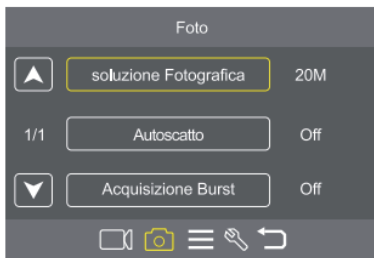 Foto
soluzione Fotografica 20M
1/1 Autoscatto Off
Acquisizione Burst Off